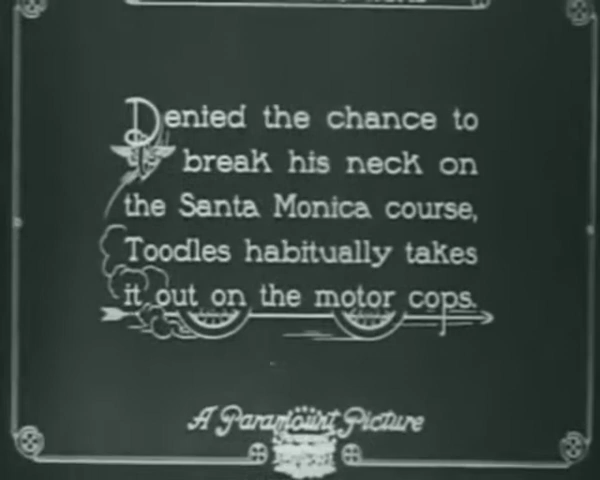 Denied the chance to
break his neck on
the Santa Monica course,
Toodles habitually takes
it out on the motor cops.
A Paramount Picture